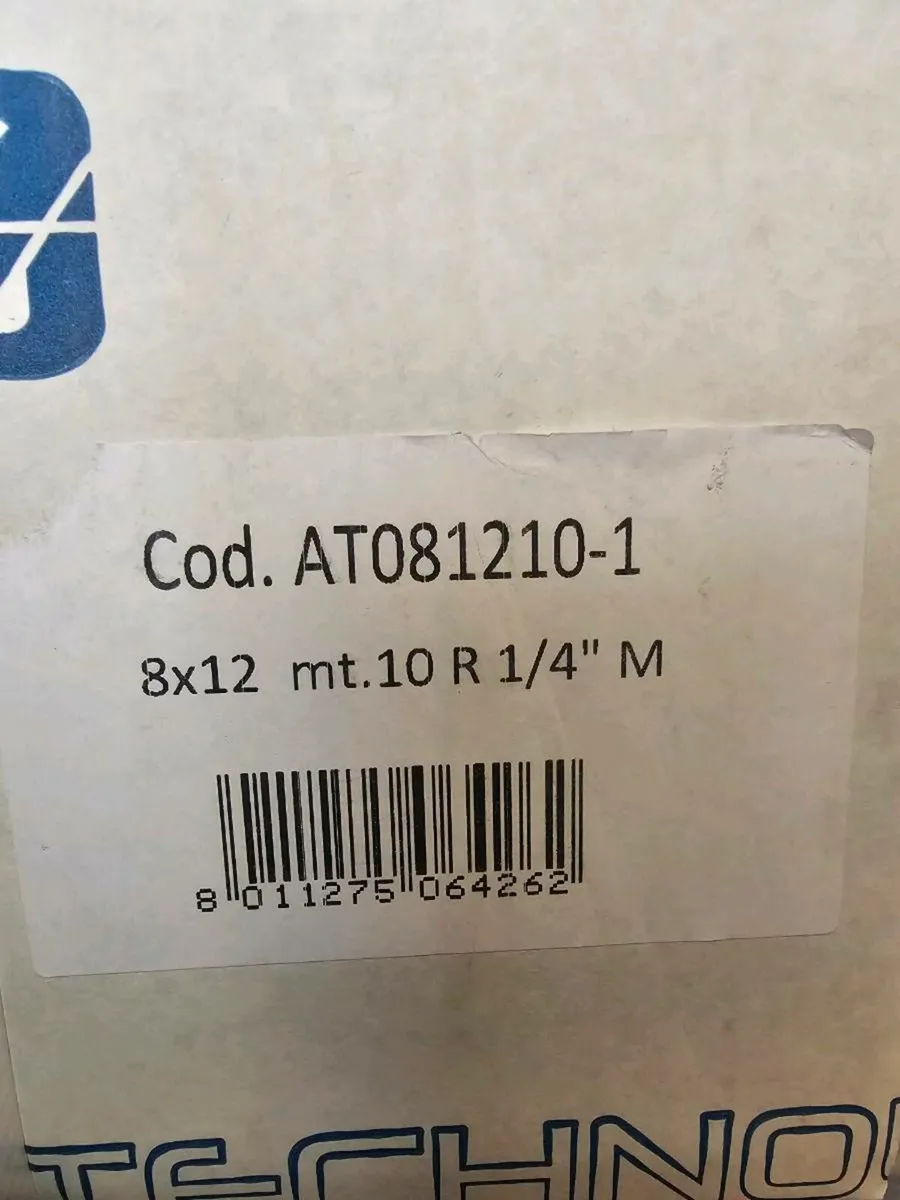 Cod. AT081210-1
8x12 mt.10 R 1/4" M
8 011275 064262